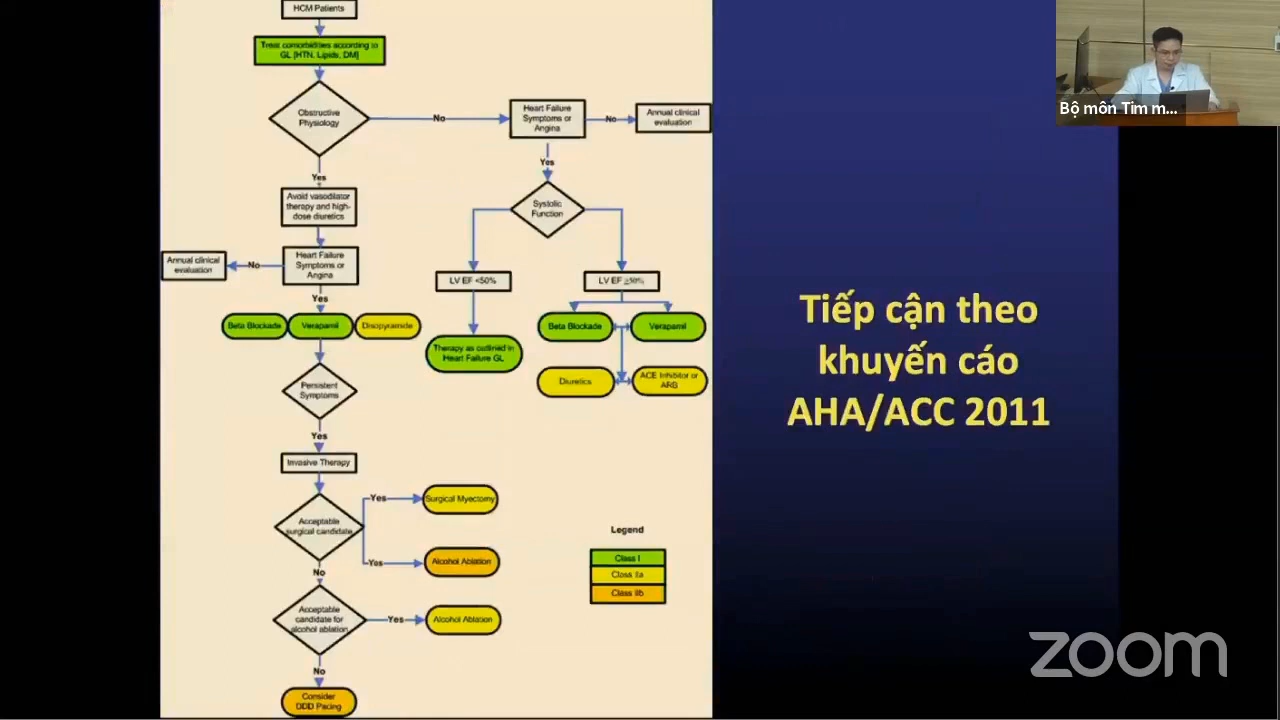 HCM Patients
Treat comorbidities according to
GL [HTN, Lipids, DM]
Obstructive
Physiology
No
Heart Failure
Symptoms or
Angina
No
Annual clinical
evaluation
Yes
Yes
Avoid vasodilator
therapy and high-
dose diuretics
Systolic
Function
Annual clinical
evaluation
No
Heart Failure
Symptoms or
Angina
LV EF <50%
LV EF ≥50%
Yes
Beta Blockade
Verapamil
Disopyramide
Beta Blockade
Verapamil
Therapy as outlined in
Heart Failure GL
Diuretics
ACE Inhibitor or
ARB
Persistent
Symptoms
Yes
Invasive Therapy
Acceptable
surgical candidate
Yes
Surgical Myectomy
Yes
Alcohol Ablation
No
Acceptable
candidate for
alcohol ablation
Yes
Alcohol Ablation
No
Consider
DDD Pacing
Legend
Class I
Class IIa
Class IIb
Tiếp cận theo
khuyến cáo
AHA/ACC 2011
Bộ môn Tim m...
zoom